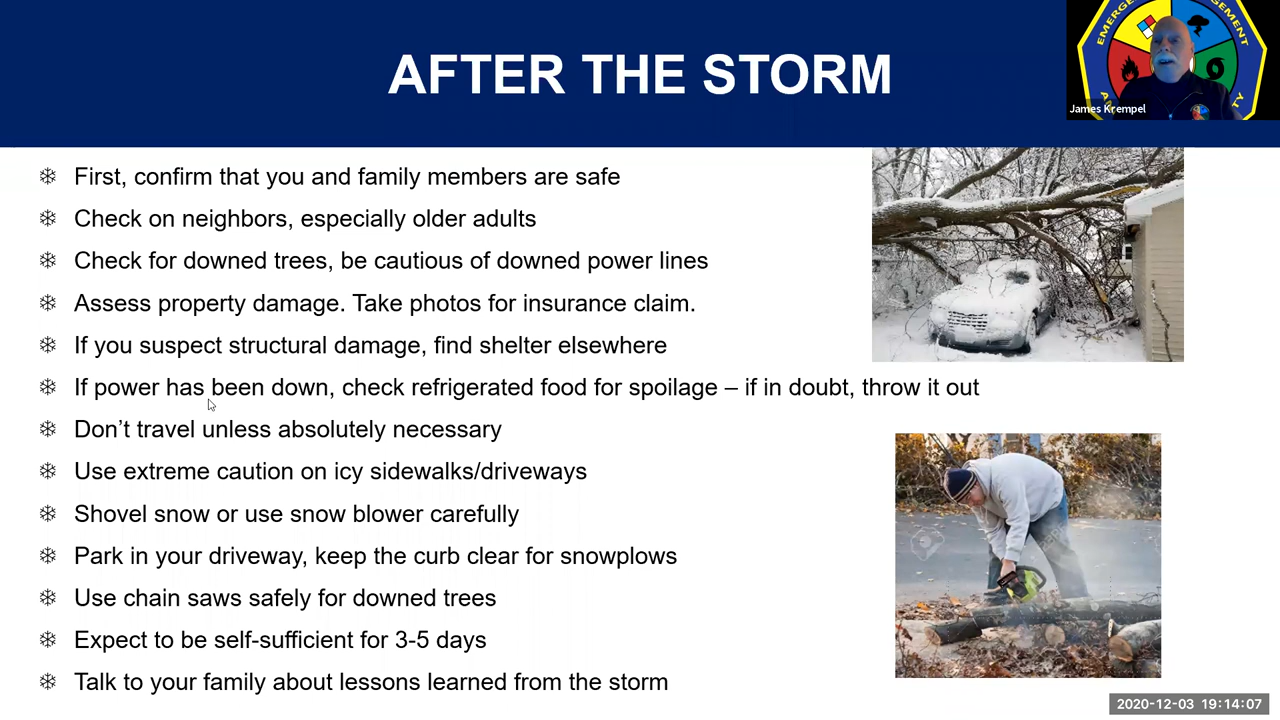 AFTER THE STORM
James Krempel
First, confirm that you and family members are safe
Check on neighbors, especially older adults
Check for downed trees, be cautious of downed power lines
Assess property damage. Take photos for insurance claim.
If you suspect structural damage, find shelter elsewhere
If power has been down, check refrigerated food for spoilage – if in doubt, throw it out
Don’t travel unless absolutely necessary
Use extreme caution on icy sidewalks/driveways
Shovel snow or use snow blower carefully
Park in your driveway, keep the curb clear for snowplows
Use chain saws safely for downed trees
Expect to be self-sufficient for 3-5 days
Talk to your family about lessons learned from the storm
2020-12-03 19:14:07